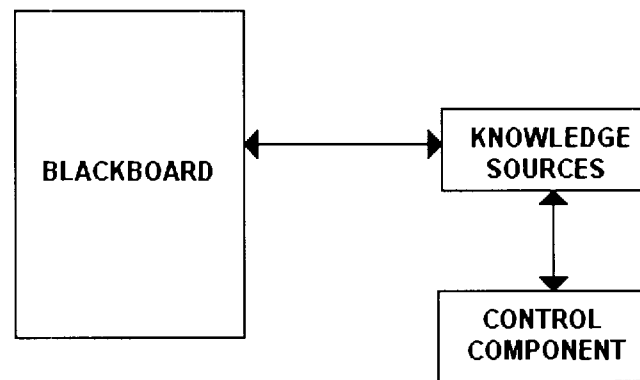 BLACKBOARD
KNOWLEDGE
SOURCES
CONTROL
COMPONENT